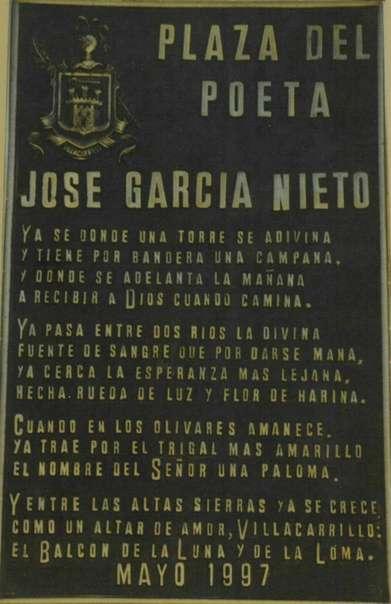 PLAZA DEL
POETA
JOSE GARCIA NIETO
YA SE DONDE UNA TORRE SE ADIVINA
Y TIENE POR BANDERA UNA CAMPANA,
Y DONDE SE ADELANTA LA MAÑANA
A RECIBIR A DIOS CUANDO CAMINA.
YA PASA ENTRE DOS RIOS LA DIVINA
FUENTE DE SANGRE QUE POR DARSE MANA,
YA CERCA LA ESPERANZA MAS LEJANA,
HECHA RUEDA DE LUZ Y FLOR DE HARINA.
CUANDO EN LOS OLIVARES AMANECE.
YA TRAE POR EL TRIGAL MAS AMARILLO
EL NOMBRE DEL SEÑOR UNA PALOMA.
Y ENTRE LAS ALTAS SIERRAS YA SE CRECE
COMO UN ALTAR DE AMOR, VILLACARRILLO:
EL BALCON DE LA LUNA Y DE LA LOMA.
MAYO 1997